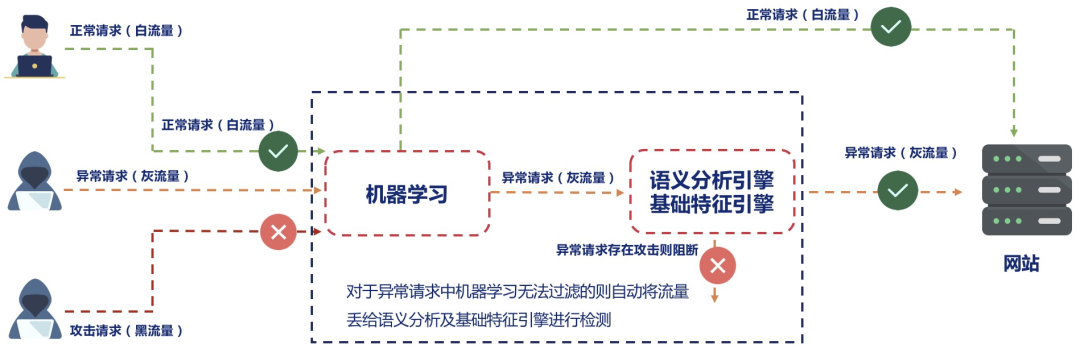 正常请求（白流量）
正常请求（白流量）
正常请求（白流量）
异常请求（灰流量）
机器学习
异常请求（灰流量）
语义分析引擎
基础特征引擎
异常请求（灰流量）
异常请求存在攻击则阻断
网站
对于异常请求中机器学习无法过滤的则自动将流量
丢给语义分析及基础特征引擎进行检测
攻击请求（黑流量）